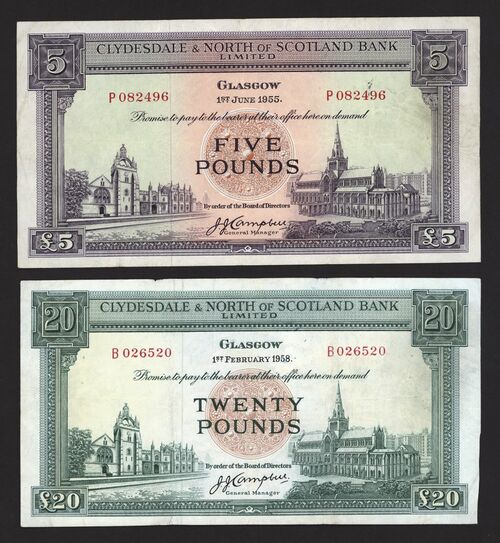 5 CLYDESDALE & NORTH OF SCOTLAND BANK 5
LIMITED
GLASGOW
P 082496 1ST JUNE 1955. P 082496
Promise to pay to the bearer at their office here on demand
FIVE
POUNDS
By order of the Board of Directors
J.J. Campbell
General Manager
£5 £5
20 CLYDESDALE & NORTH OF SCOTLAND BANK 20
LIMITED
GLASGOW
B 026520 1ST FEBRUARY 1958. B 026520
Promise to pay to the bearer at their office here on demand
TWENTY
POUNDS
By order of the Board of Directors
J.J. Campbell
General Manager
£20 £20